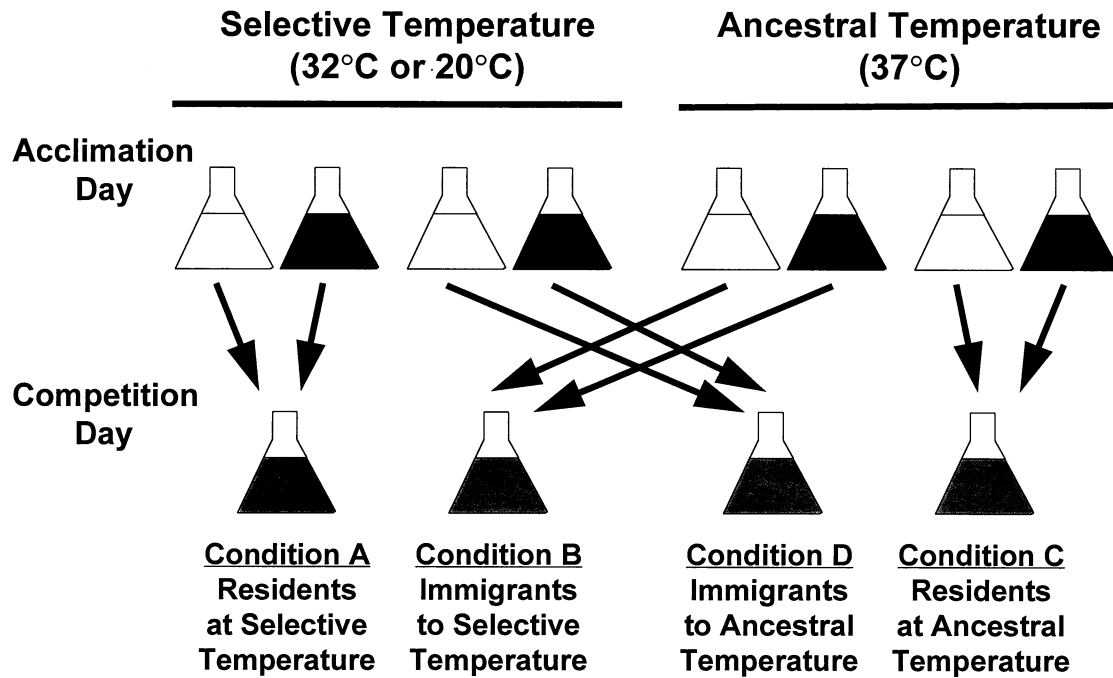 Selective Temperature
(32°C or 20°C)
Ancestral Temperature
(37°C)
Acclimation
Day
Competition
Day
Condition A
Residents
at Selective
Temperature
Condition B
Immigrants
to Selective
Temperature
Condition D
Immigrants
to Ancestral
Temperature
Condition C
Residents
at Ancestral
Temperature